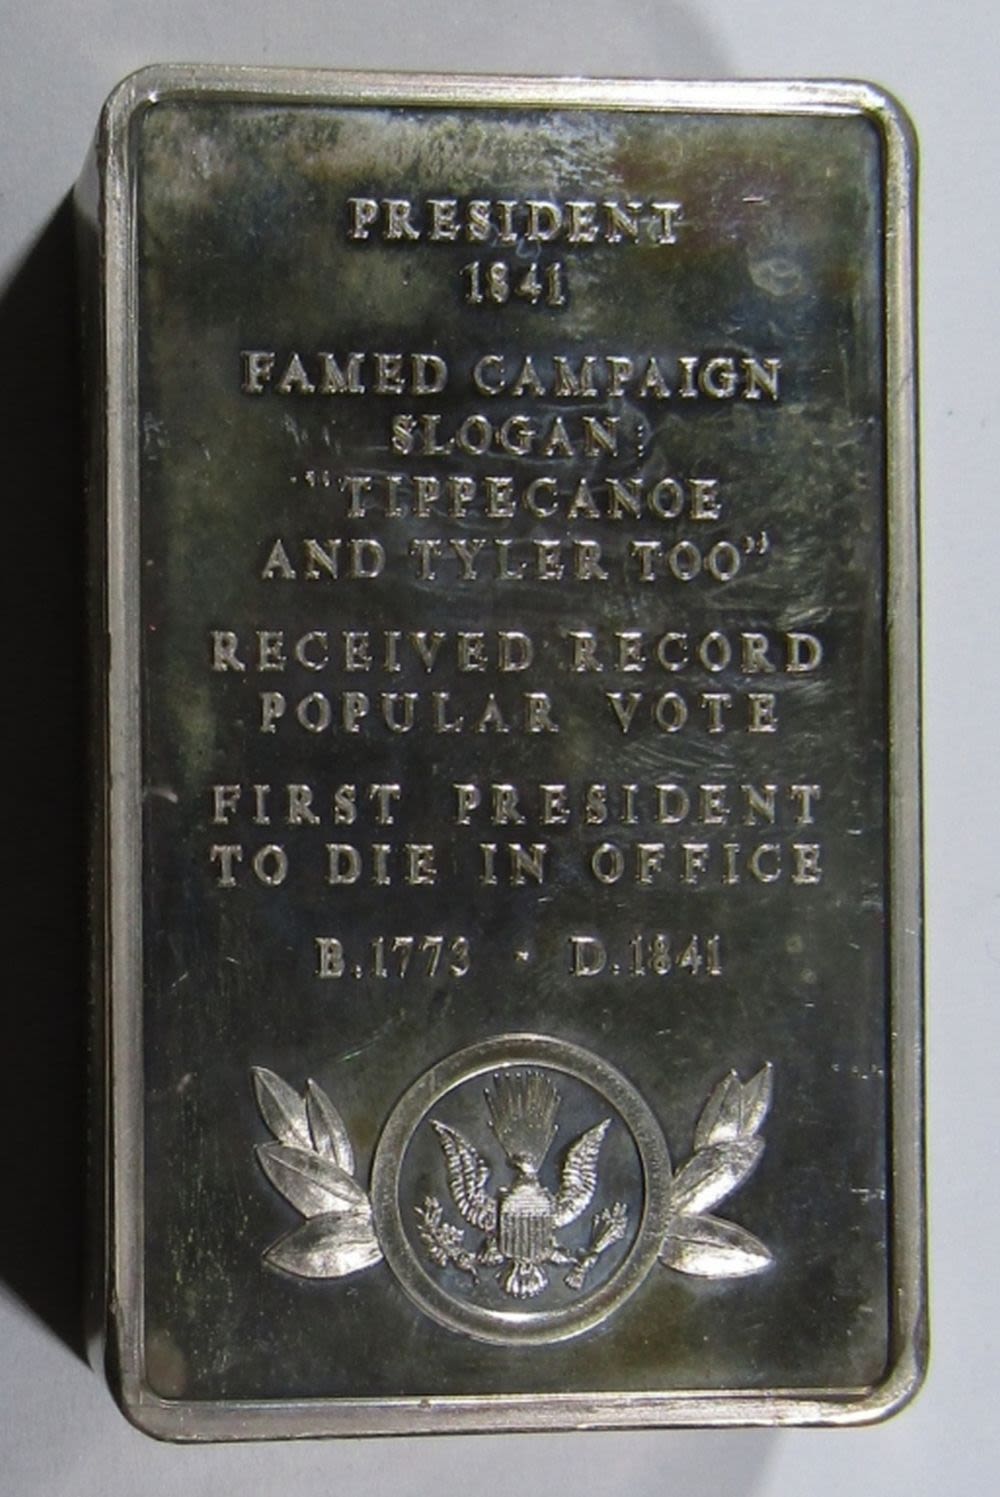 PRESIDENT
1841
FAMED CAMPAIGN
SLOGAN:
"TIPPECANOE
AND TYLER TOO"
RECEIVED RECORD
POPULAR VOTE
FIRST PRESIDENT
TO DIE IN OFFICE
B.1773 - D.1841